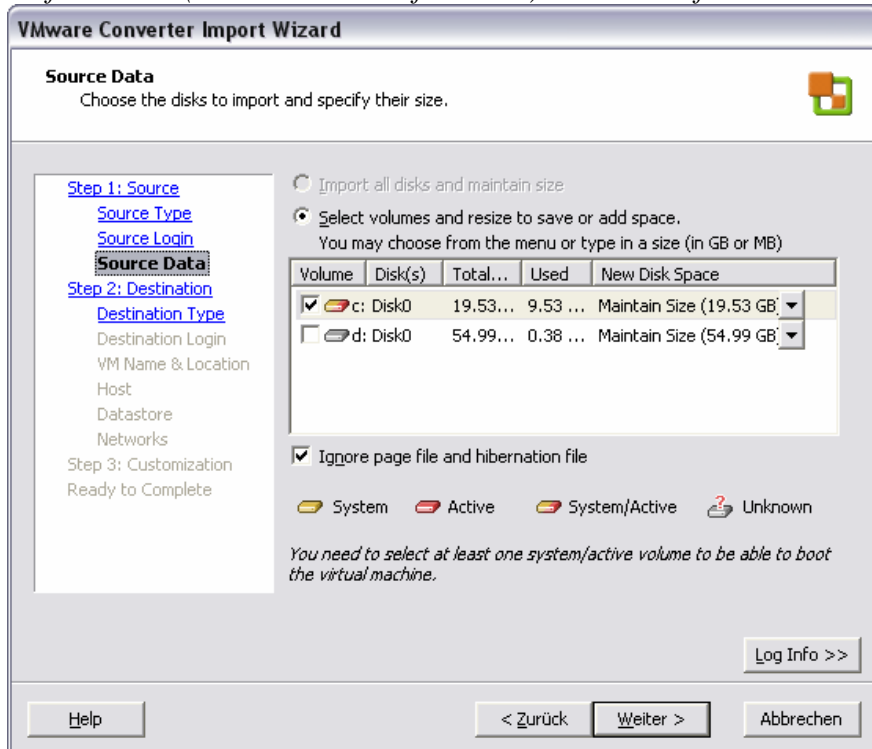 VMware Converter Import Wizard
Source Data
Choose the disks to import and specify their size.
Step 1: Source
Source Type
Source Login
Source Data
Step 2: Destination
Destination Type
Destination Login
VM Name & Location
Host
Datastore
Networks
Step 3: Customization
Ready to Complete
Import all disks and maintain size
Select volumes and resize to save or add space.
You may choose from the menu or type in a size (in GB or MB)
Volume Disk(s) Total... Used New Disk Space
c: Disk0 19.53... 9.53 ... Maintain Size (19.53 GB)
d: Disk0 54.99... 0.38 ... Maintain Size (54.99 GB)
Ignore page file and hibernation file
System Active System/Active Unknown
You need to select at least one system/active volume to be able to boot
the virtual machine.
Log Info >>
Help < Zurück Weiter > Abbrechen